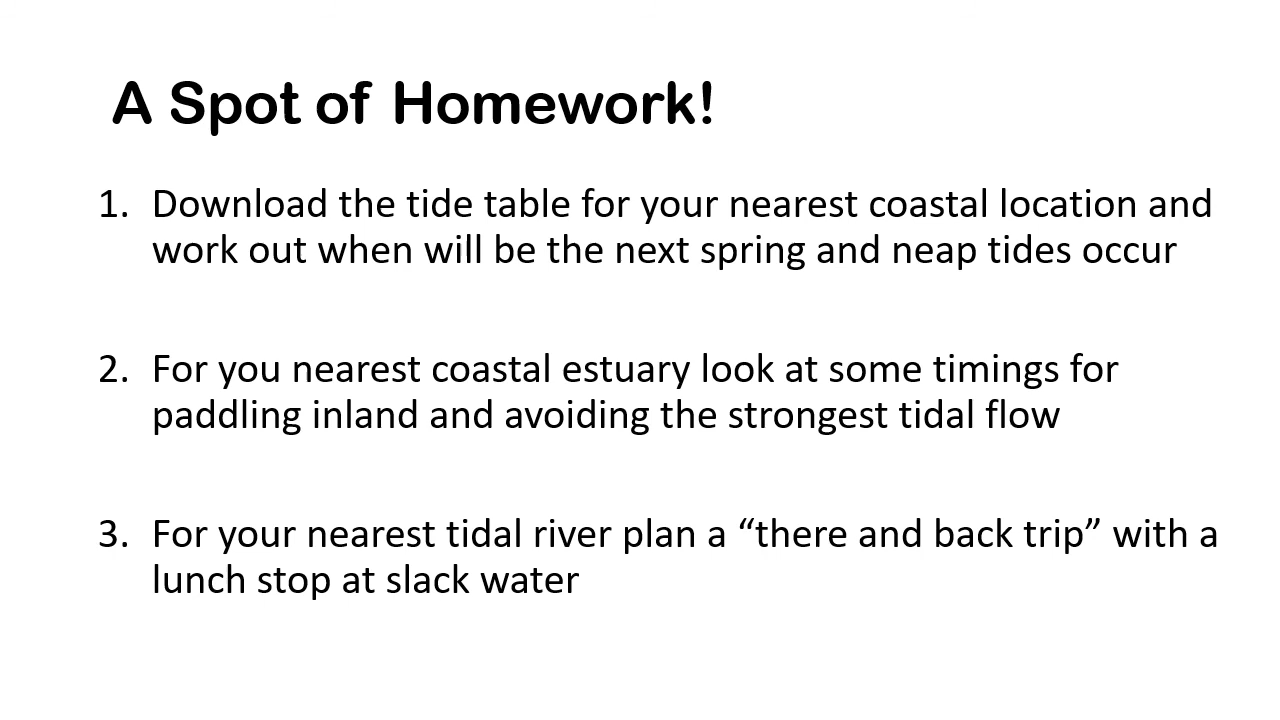 A Spot of Homework!
1. Download the tide table for your nearest coastal location and
work out when will be the next spring and neap tides occur
2. For you nearest coastal estuary look at some timings for
paddling inland and avoiding the strongest tidal flow
3. For your nearest tidal river plan a “there and back trip” with a
lunch stop at slack water